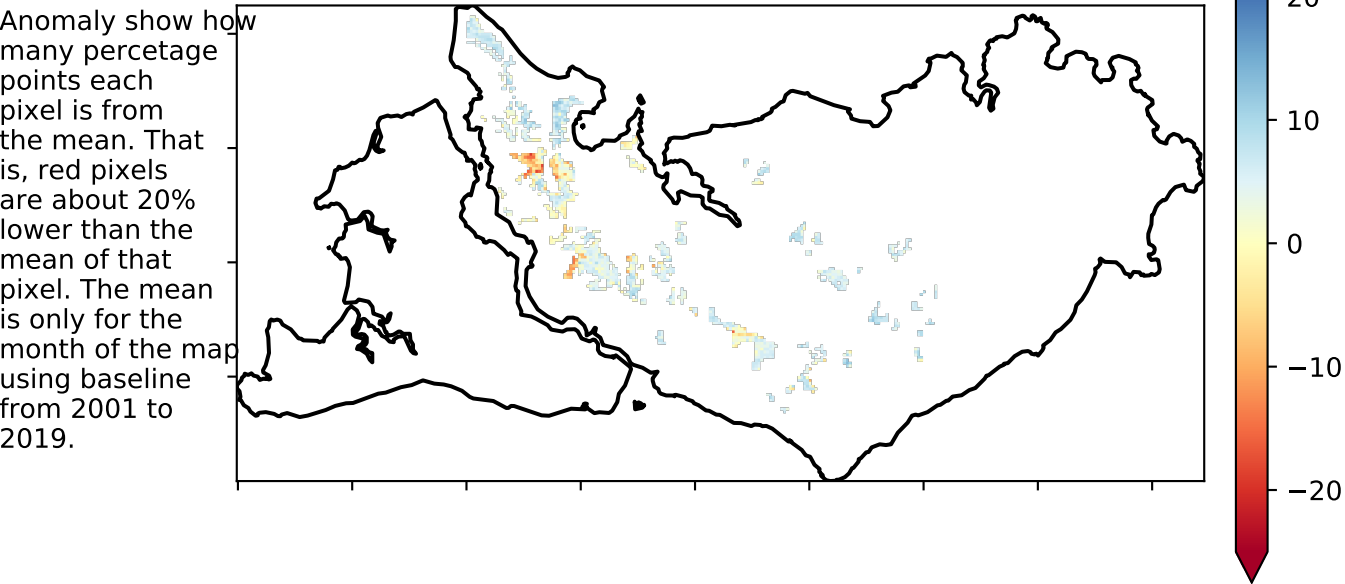 Anomaly show how
many percetage
points each
pixel is from
the mean. That
is, red pixels
are about 20%
lower than the
mean of that
pixel. The mean
is only for the
month of the map
using baseline
from 2001 to
2019.
20
10
0
−10
−20